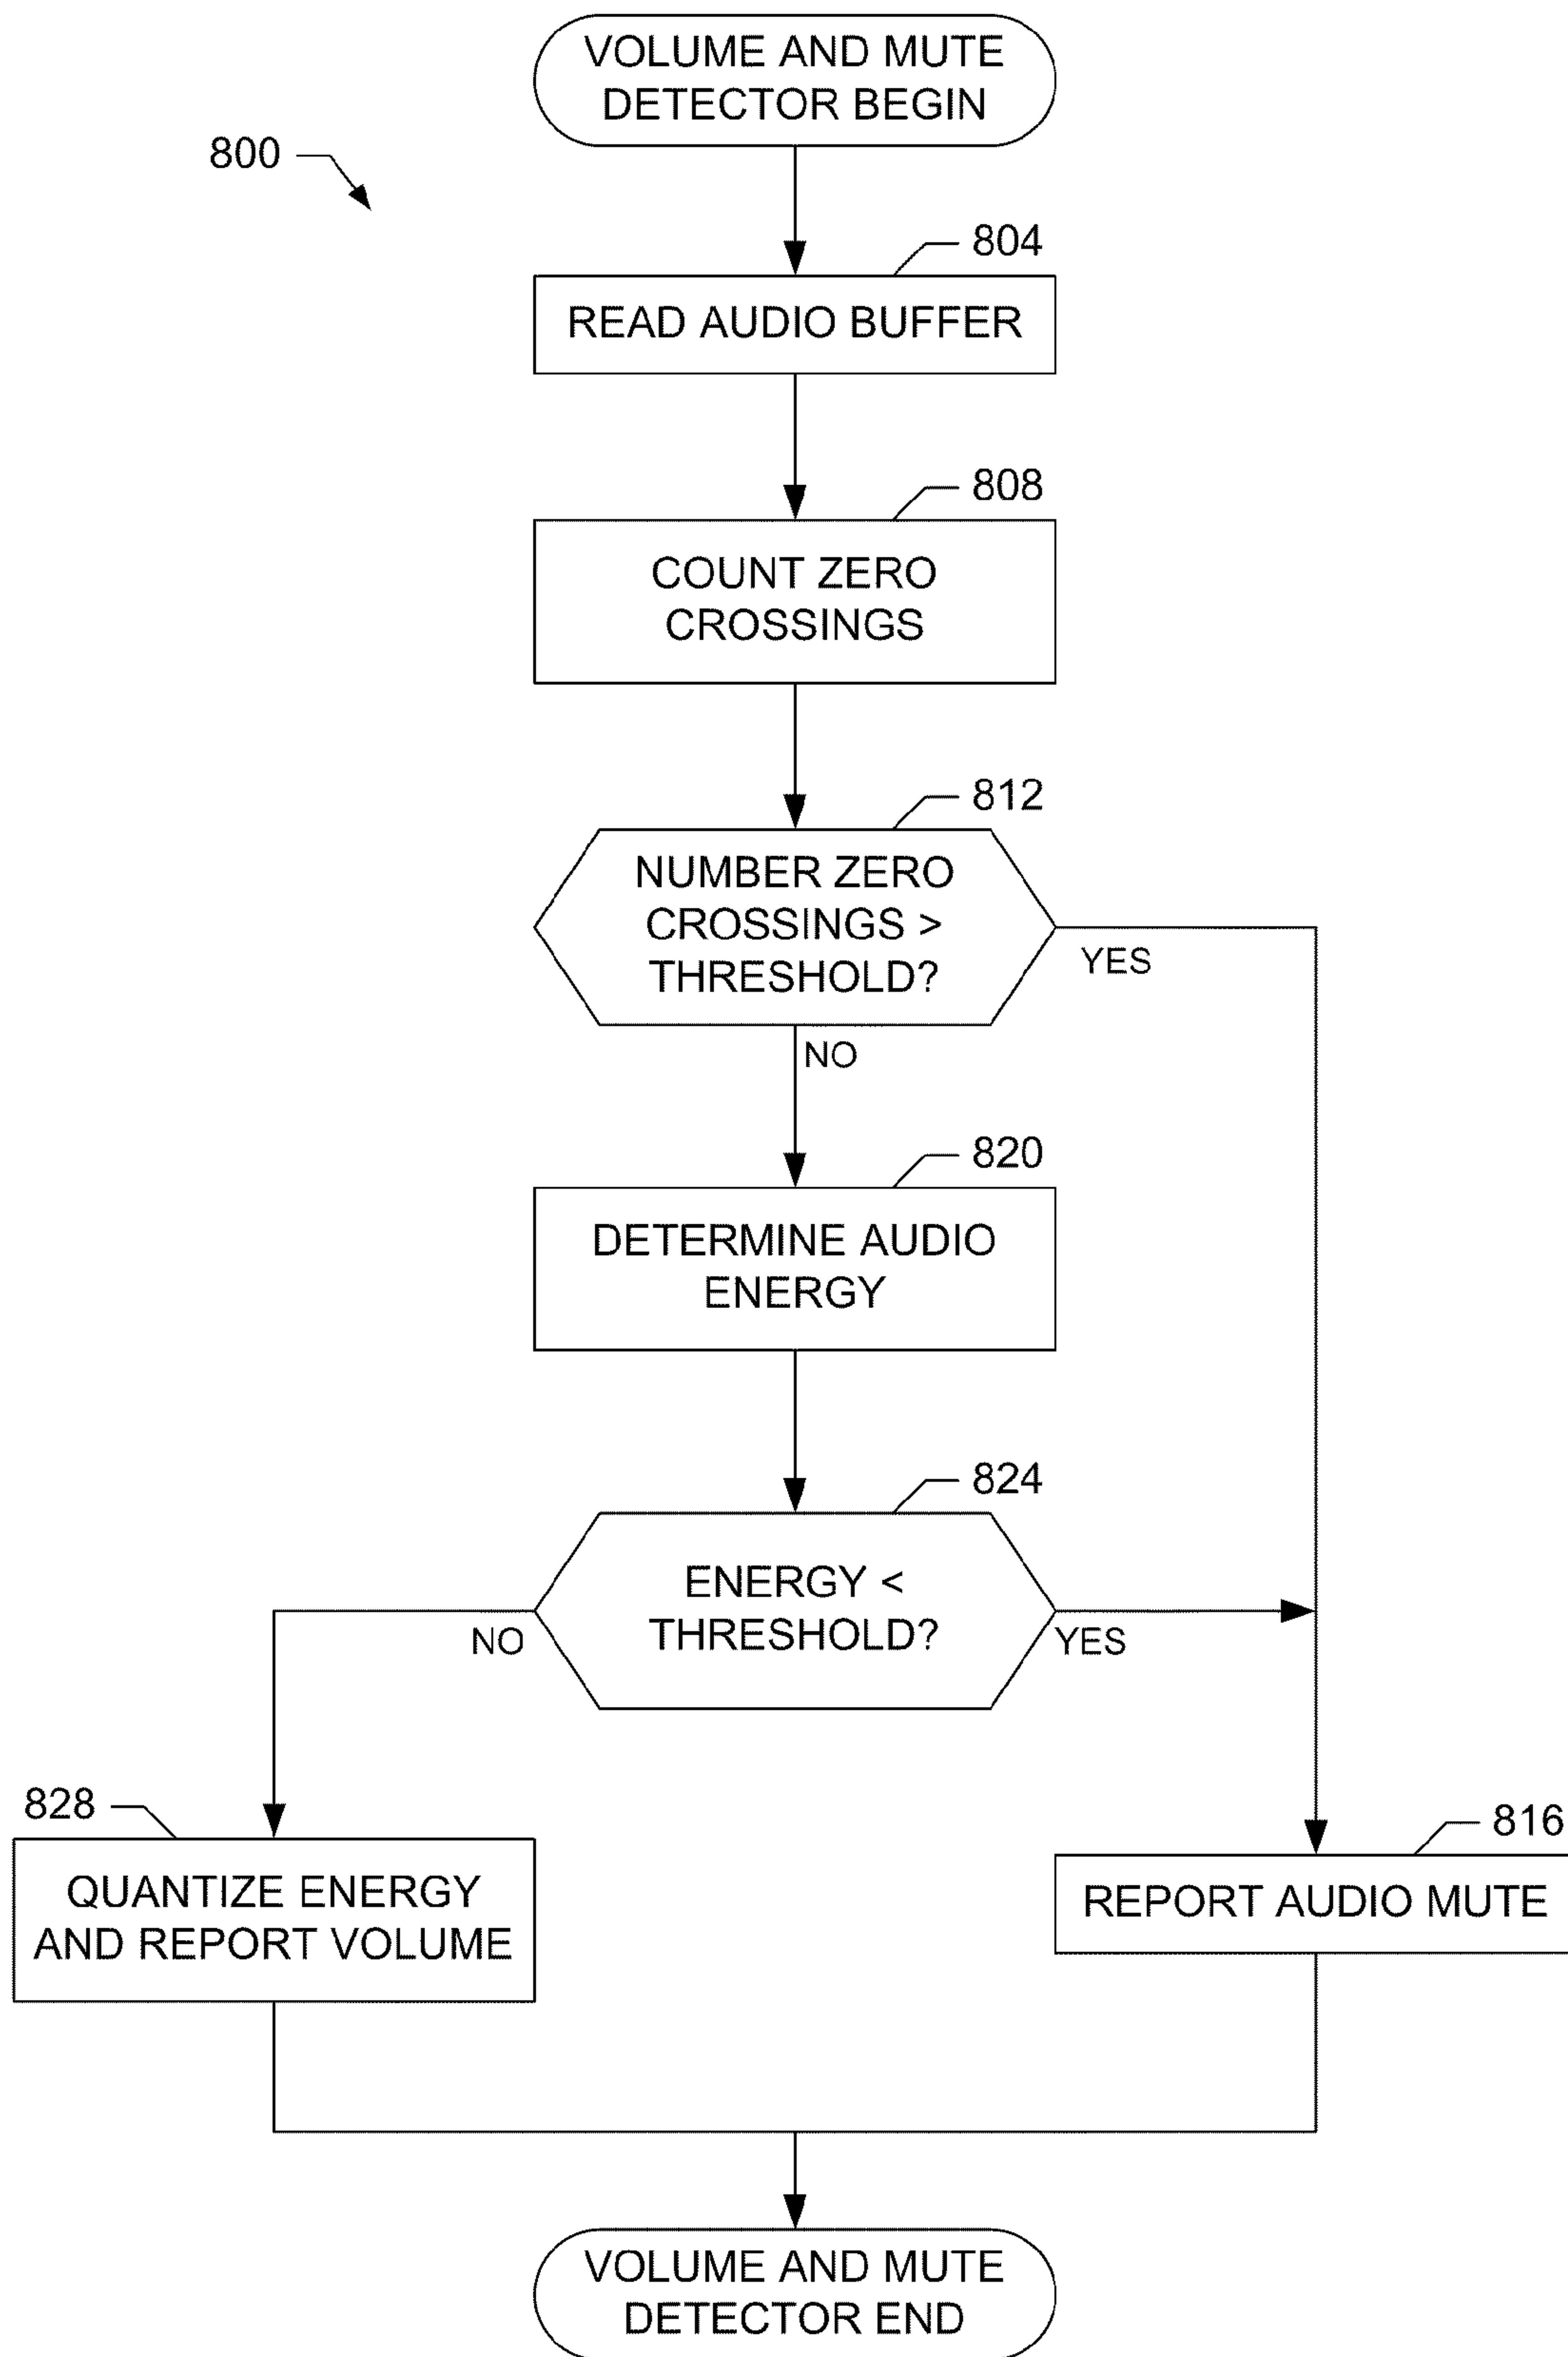 VOLUME AND MUTE
DETECTOR BEGIN
800
804
READ AUDIO BUFFER
808
COUNT ZERO
CROSSINGS
812
NUMBER ZERO
CROSSINGS >
THRESHOLD?
YES
NO
820
DETERMINE AUDIO
ENERGY
824
ENERGY <
THRESHOLD?
NO
YES
828
QUANTIZE ENERGY
AND REPORT VOLUME
816
REPORT AUDIO MUTE
VOLUME AND MUTE
DETECTOR END